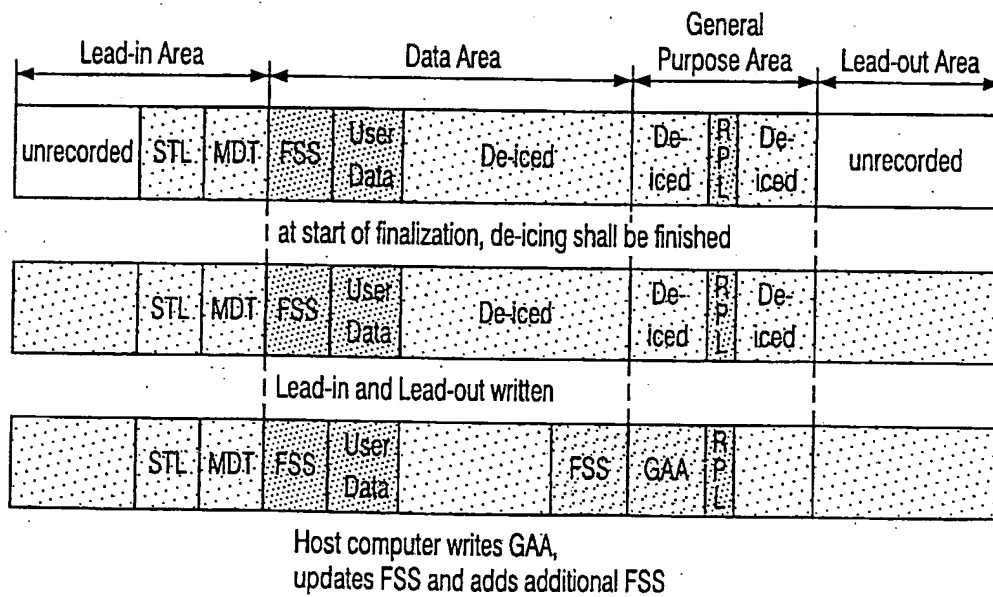 Lead-in Area
Data Area
General
Purpose Area
Lead-out Area
unrecorded
STL
MDT
FSS
User
Data
De-iced
De-
iced
R
P
L
De-
iced
unrecorded
at start of finalization, de-icing shall be finished
STL
MDT
FSS
User
Data
De-iced
De-
iced
R
P
L
De-
iced
Lead-in and Lead-out written
STL
MDT
FSS
User
Data
FSS
GAA
R
P
L
Host computer writes GAA,
updates FSS and adds additional FSS